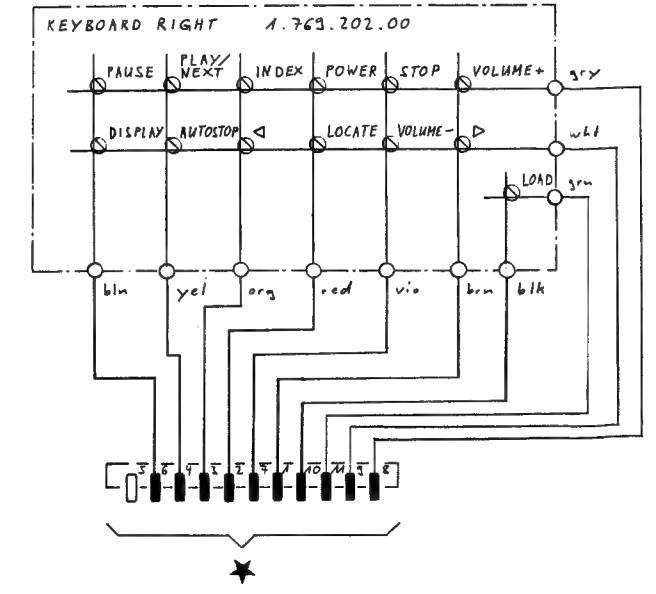 KEYBOARD RIGHT 1.769.202.00
PAUSE PLAY/NEXT INDEX POWER STOP VOLUME+ gry
DISPLAY AUTOSTOP ◁ LOCATE VOLUME- ▷ wht
LOAD grn
bln yel org red vio brn blk
5 6 4 3 2 7 1 10 11 9 8